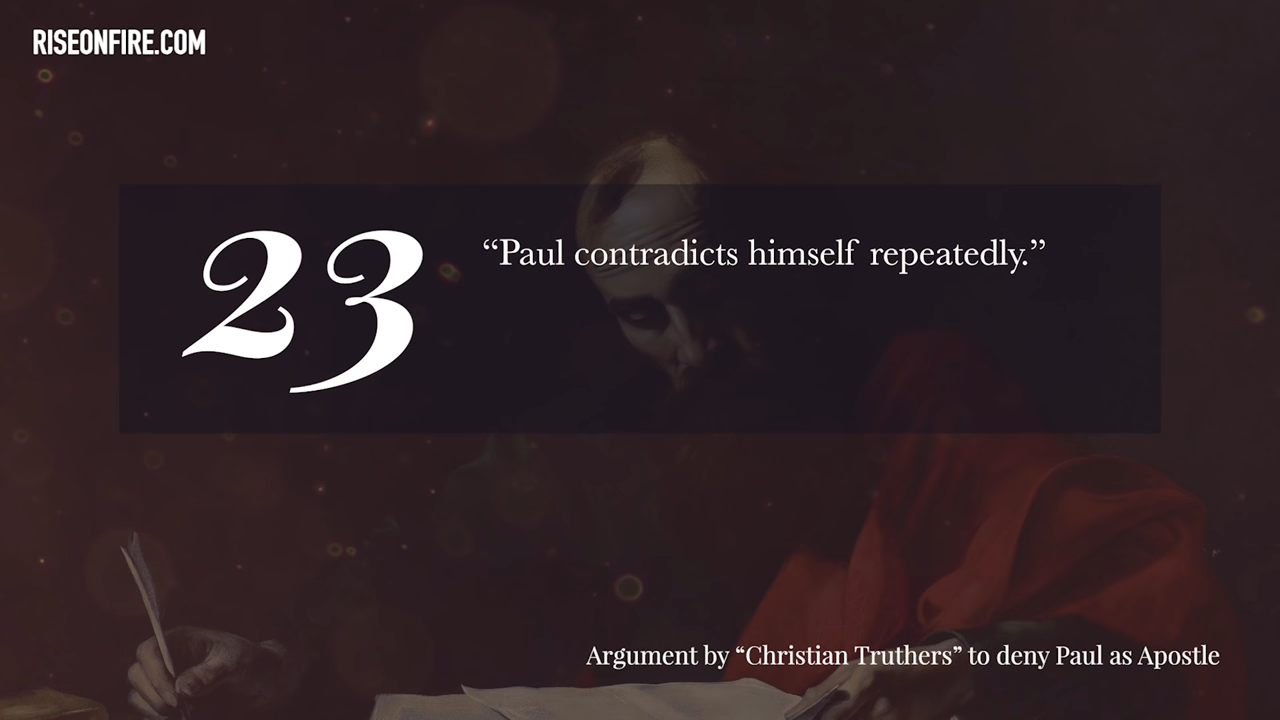 RISEONFIRE.COM
23
“Paul contradicts himself repeatedly.”
Argument by “Christian Truthers” to deny Paul as Apostle